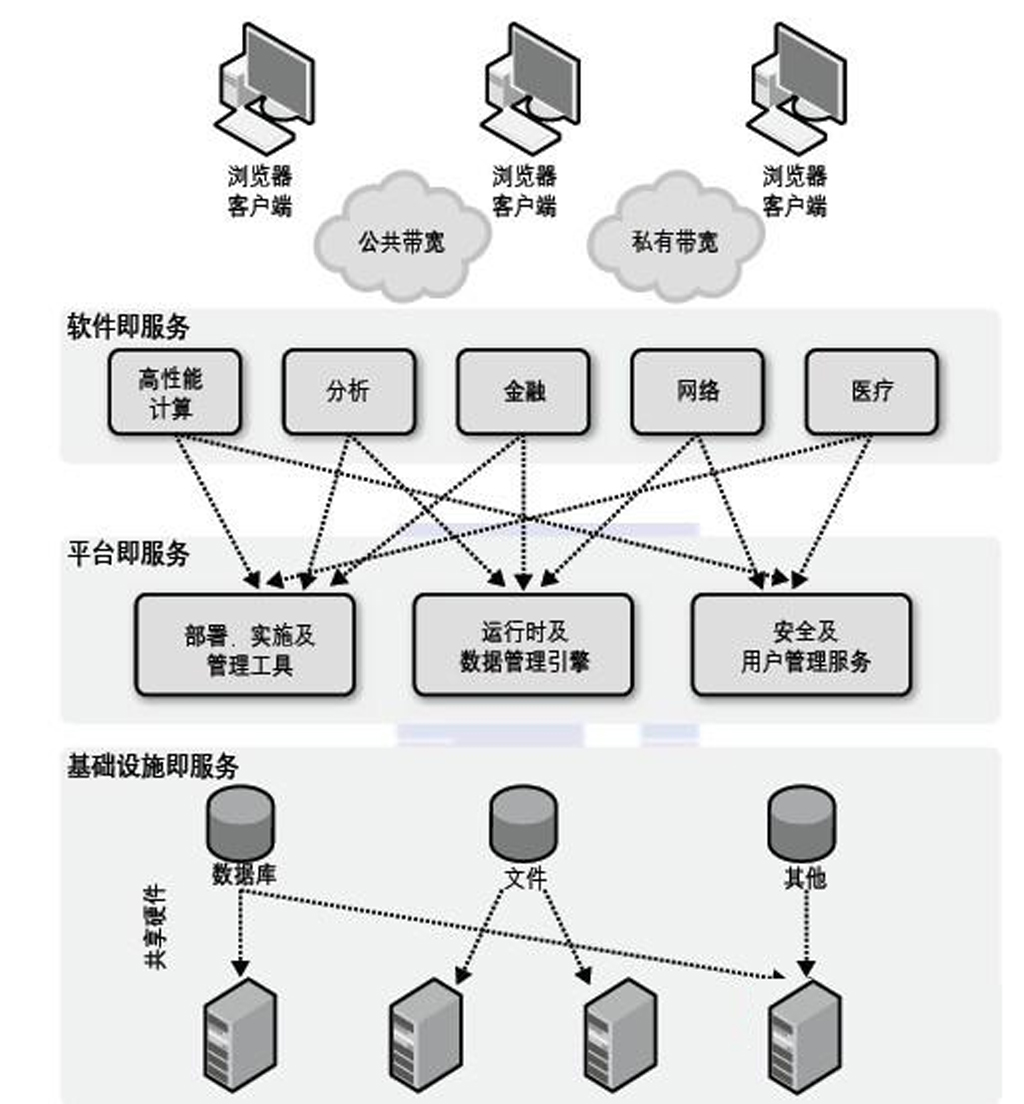 浏览器
客户端
浏览器
客户端
浏览器
客户端
公共带宽
私有带宽
软件即服务
高性能
计算
分析
金融
网络
医疗
平台即服务
部署、实施及
管理工具
运行时及
数据管理引擎
安全及
用户管理服务
基础设施即服务
数据库
文件
其他
共享硬件